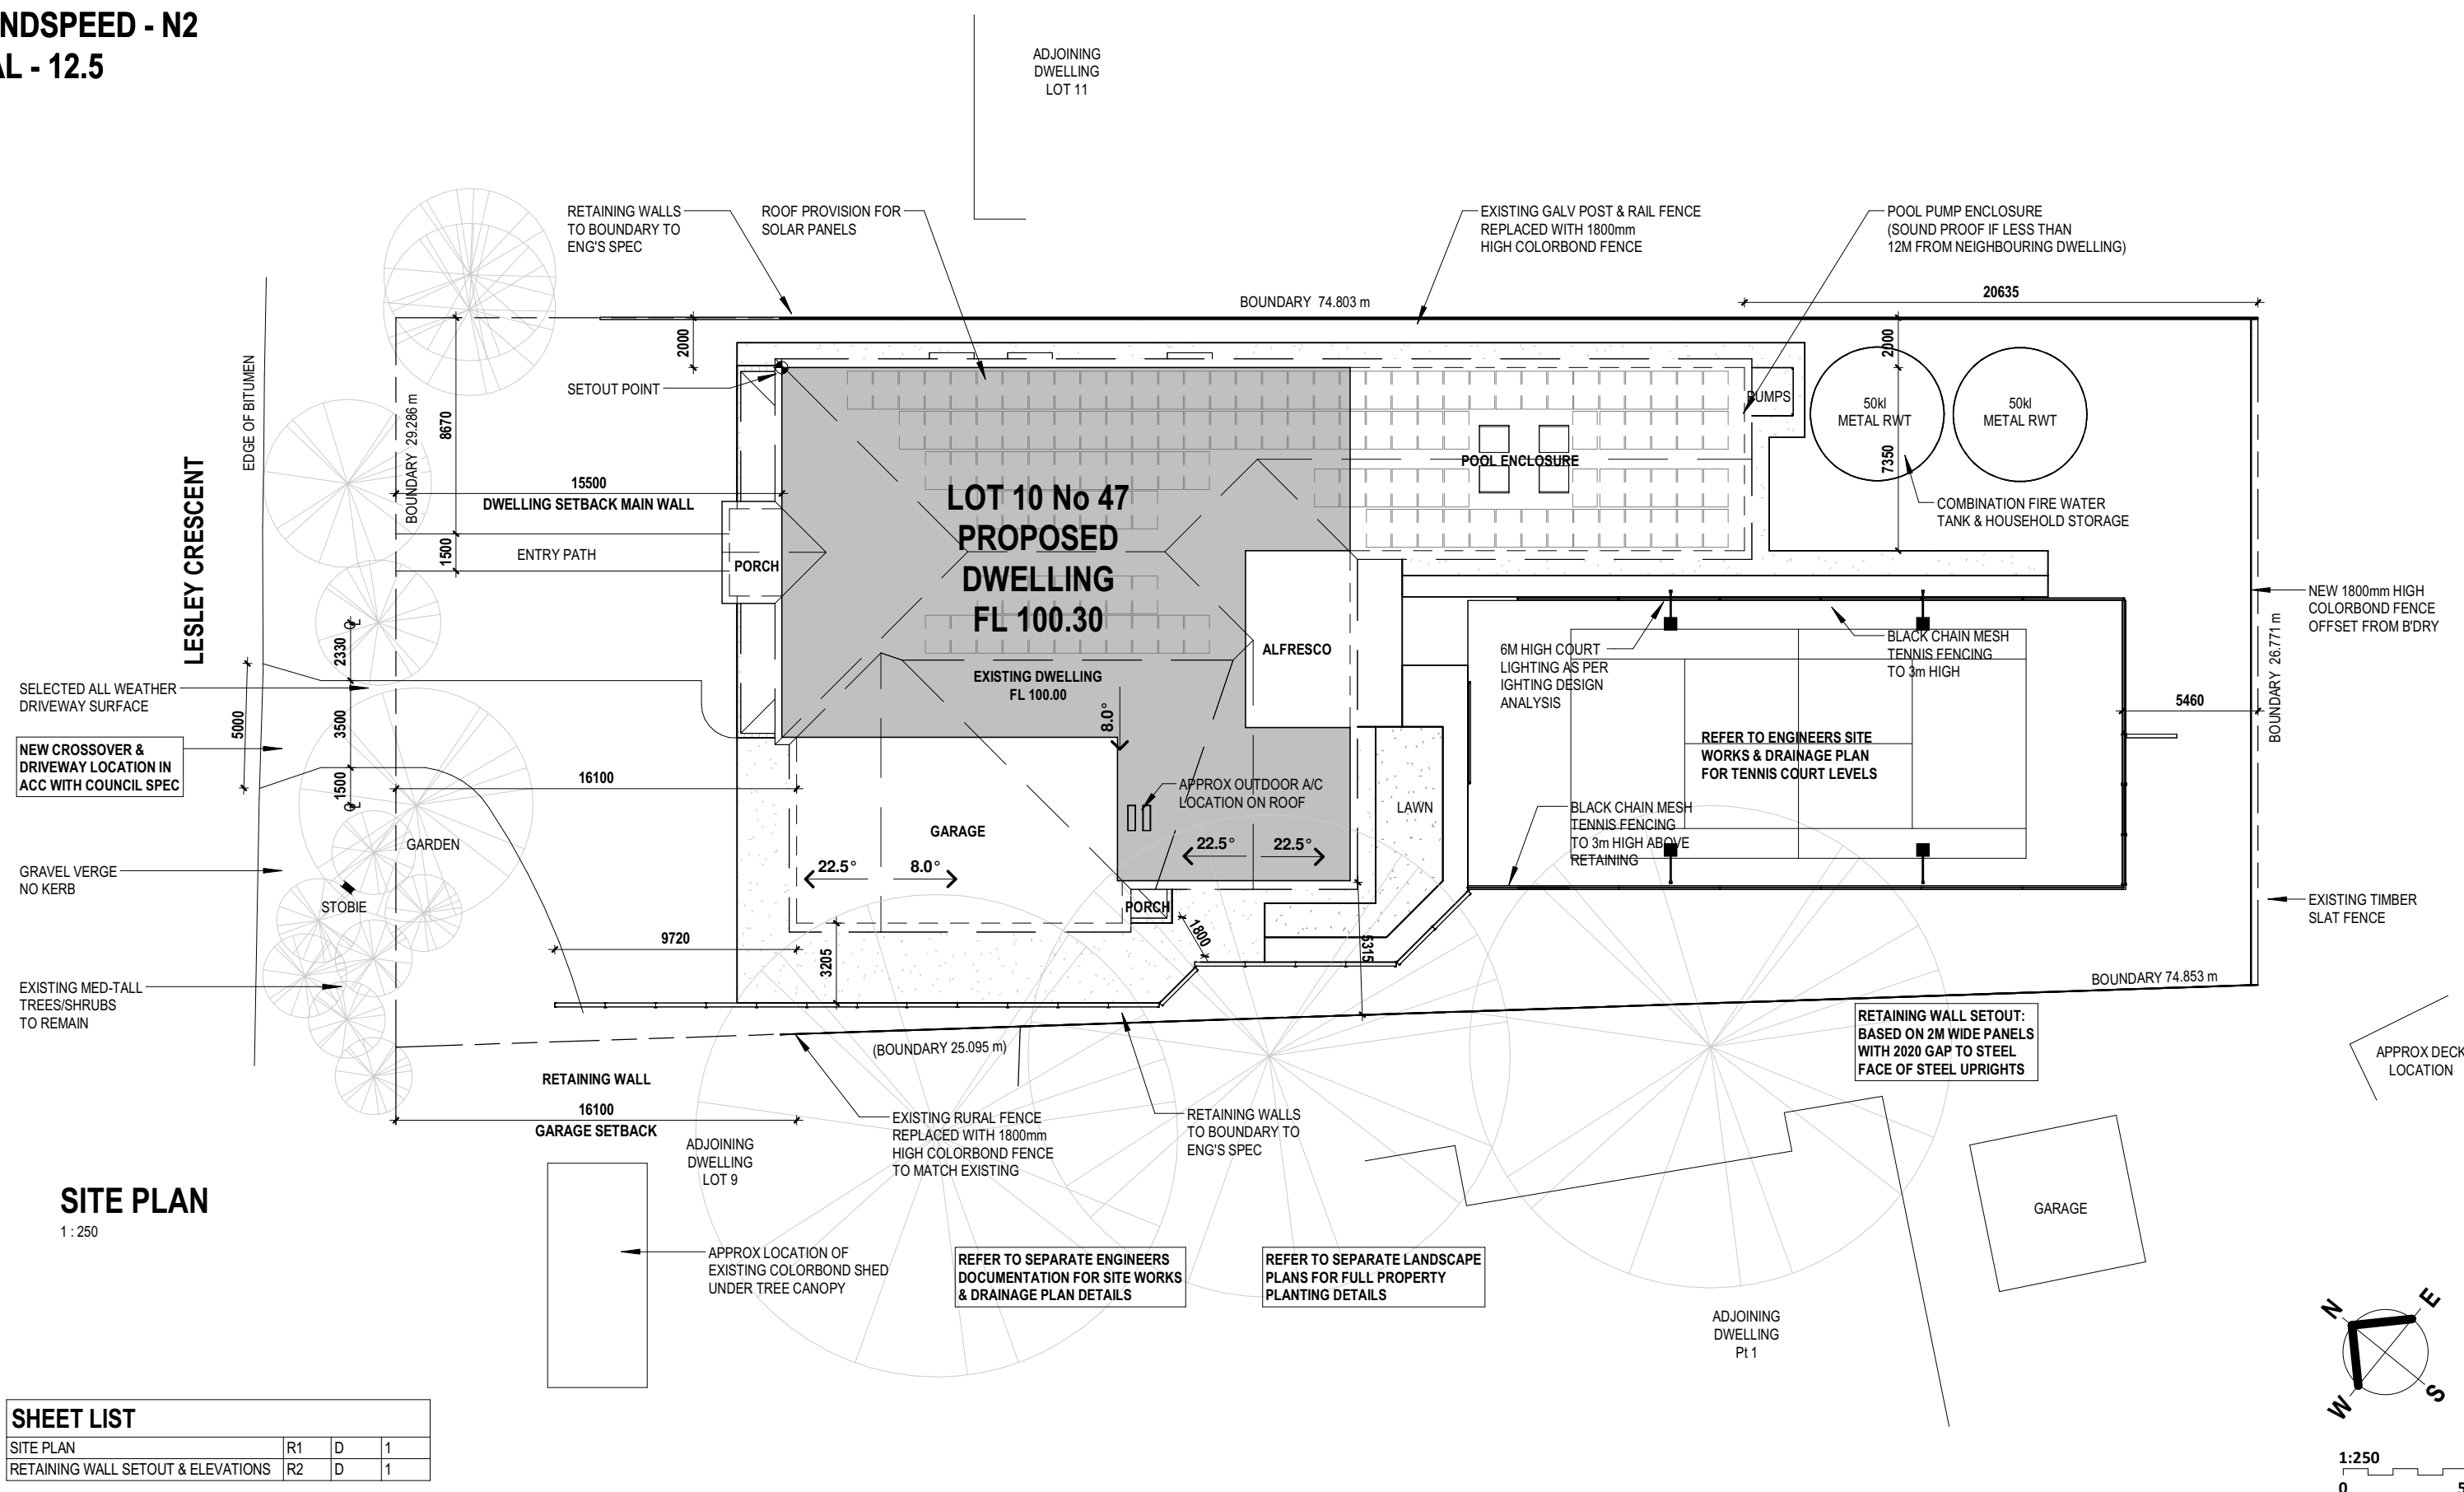 NDSPEED - N2
AL - 12.5
ADJOINING
DWELLING
LOT 11
RETAINING WALLS
TO BOUNDARY TO
ENG'S SPEC
ROOF PROVISION FOR
SOLAR PANELS
EXISTING GALV POST & RAIL FENCE
REPLACED WITH 1800mm
HIGH COLORBOND FENCE
POOL PUMP ENCLOSURE
(SOUND PROOF IF LESS THAN
12M FROM NEIGHBOURING DWELLING)
BOUNDARY 74.803 m
20635
2000
2000
SETOUT POINT
EDGE OF BITUMEN
BOUNDARY 29.286 m
8670
PUMPS
50kl
METAL RWT
50kl
METAL RWT
7350
POOL ENCLOSURE
LESLEY CRESCENT
15500
DWELLING SETBACK MAIN WALL
LOT 10 No 47
PROPOSED
DWELLING
FL 100.30
COMBINATION FIRE WATER
TANK & HOUSEHOLD STORAGE
1500
ENTRY PATH
PORCH
NEW 1800mm HIGH
COLORBOND FENCE
OFFSET FROM B'DRY
BOUNDARY 26.771 m
2330
ALFRESCO
6M HIGH COURT
LIGHTING AS PER
IGHTING DESIGN
ANALYSIS
BLACK CHAIN MESH
TENNIS FENCING
TO 3m HIGH
EXISTING DWELLING
FL 100.00
SELECTED ALL WEATHER
DRIVEWAY SURFACE
5000
3500
8.0°
5460
NEW CROSSOVER &
DRIVEWAY LOCATION IN
ACC WITH COUNCIL SPEC
REFER TO ENGINEERS SITE
WORKS & DRAINAGE PLAN
FOR TENNIS COURT LEVELS
16100
1500
APPROX OUTDOOR A/C
LOCATION ON ROOF
LAWN
BLACK CHAIN MESH
TENNIS FENCING
TO 3m HIGH ABOVE
RETAINING
GARAGE
GARDEN
22.5°
22.5°
22.5°
8.0°
GRAVEL VERGE
NO KERB
STOBIE
PORCH
EXISTING TIMBER
SLAT FENCE
9720
3205
1800
5315
EXISTING MED-TALL
TREES/SHRUBS
TO REMAIN
BOUNDARY 74.853 m
(BOUNDARY 25.095 m)
RETAINING WALL SETOUT:
BASED ON 2M WIDE PANELS
WITH 2020 GAP TO STEEL
FACE OF STEEL UPRIGHTS
APPROX DECK
LOCATION
RETAINING WALL
16100
GARAGE SETBACK
EXISTING RURAL FENCE
REPLACED WITH 1800mm
HIGH COLORBOND FENCE
TO MATCH EXISTING
RETAINING WALLS
TO BOUNDARY TO
ENG'S SPEC
ADJOINING
DWELLING
LOT 9
SITE PLAN
1 : 250
GARAGE
APPROX LOCATION OF
EXISTING COLORBOND SHED
UNDER TREE CANOPY
REFER TO SEPARATE ENGINEERS
DOCUMENTATION FOR SITE WORKS
& DRAINAGE PLAN DETAILS
REFER TO SEPARATE LANDSCAPE
PLANS FOR FULL PROPERTY
PLANTING DETAILS
ADJOINING
DWELLING
Pt 1
N
E
S
W
SHEET LIST
SITE PLAN R1 D 1
RETAINING WALL SETOUT & ELEVATIONS R2 D 1
1:250
0 5